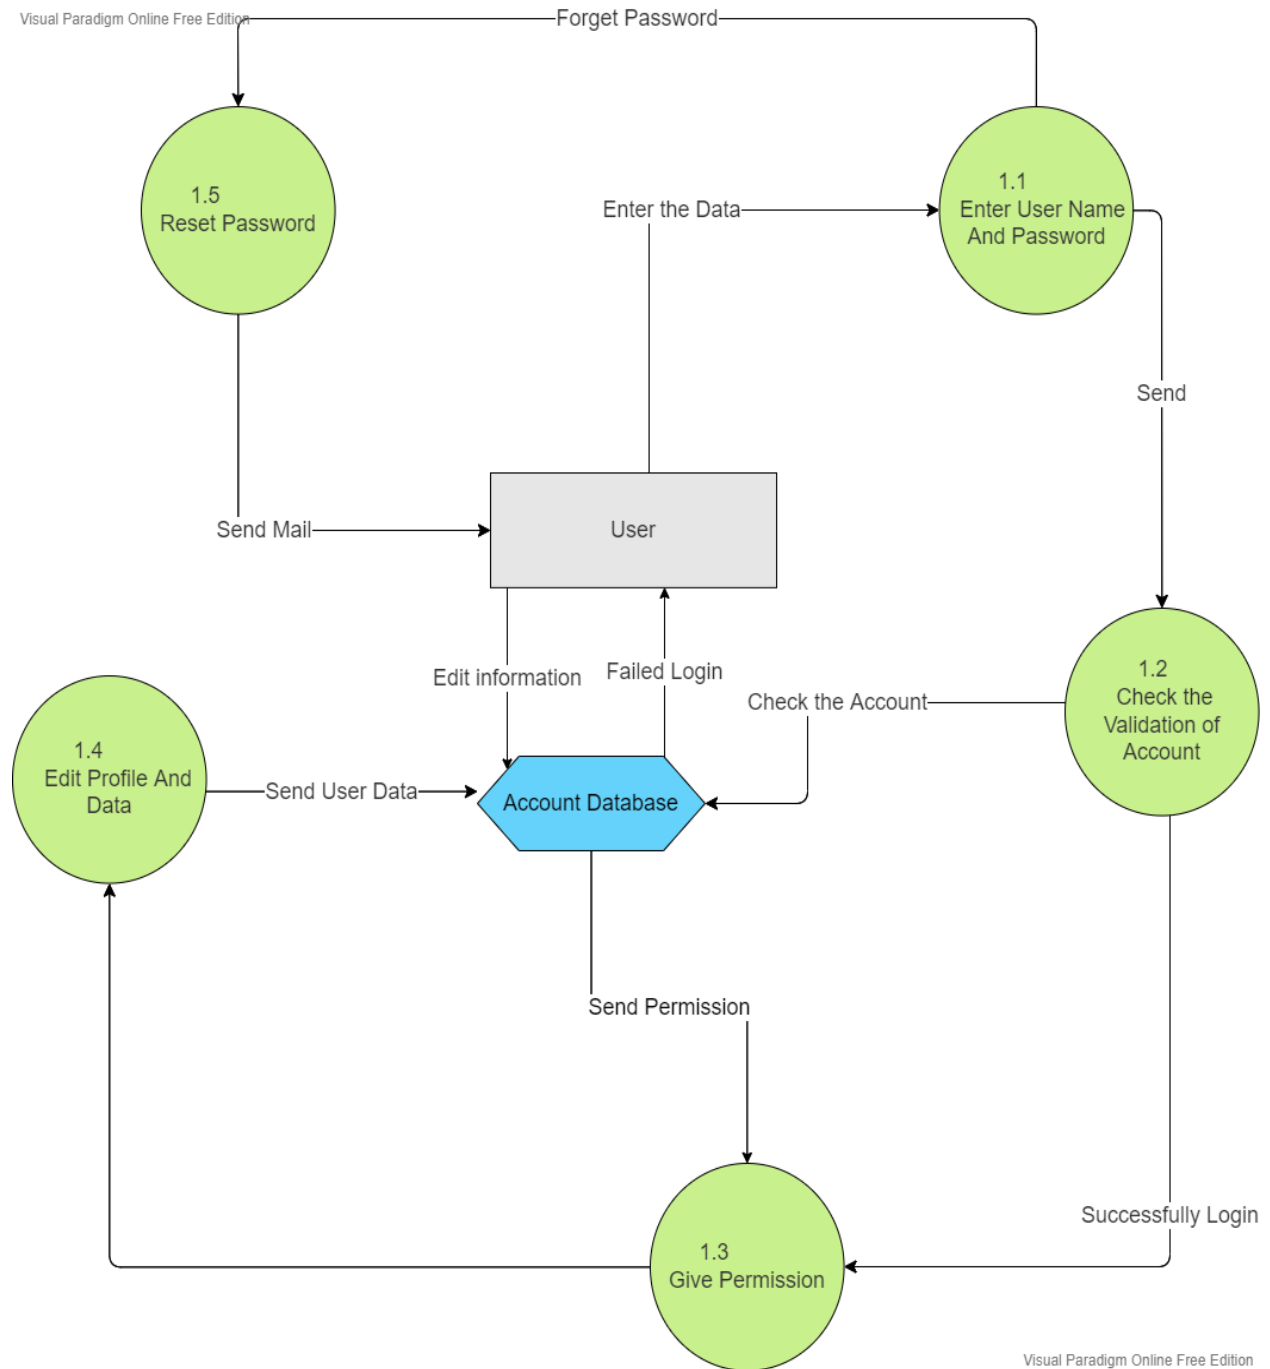 Visual Paradigm Online Free Edition
Forget Password
1.5
Reset Password
1.1
Enter User Name
And Password
Enter the Data
Send
Send Mail
User
Edit information
Failed Login
1.2
Check the
Validation of
Account
Check the Account
1.4
Edit Profile And
Data
Send User Data
Account Database
Send Permission
Successfully Login
1.3
Give Permission
Visual Paradigm Online Free Edition